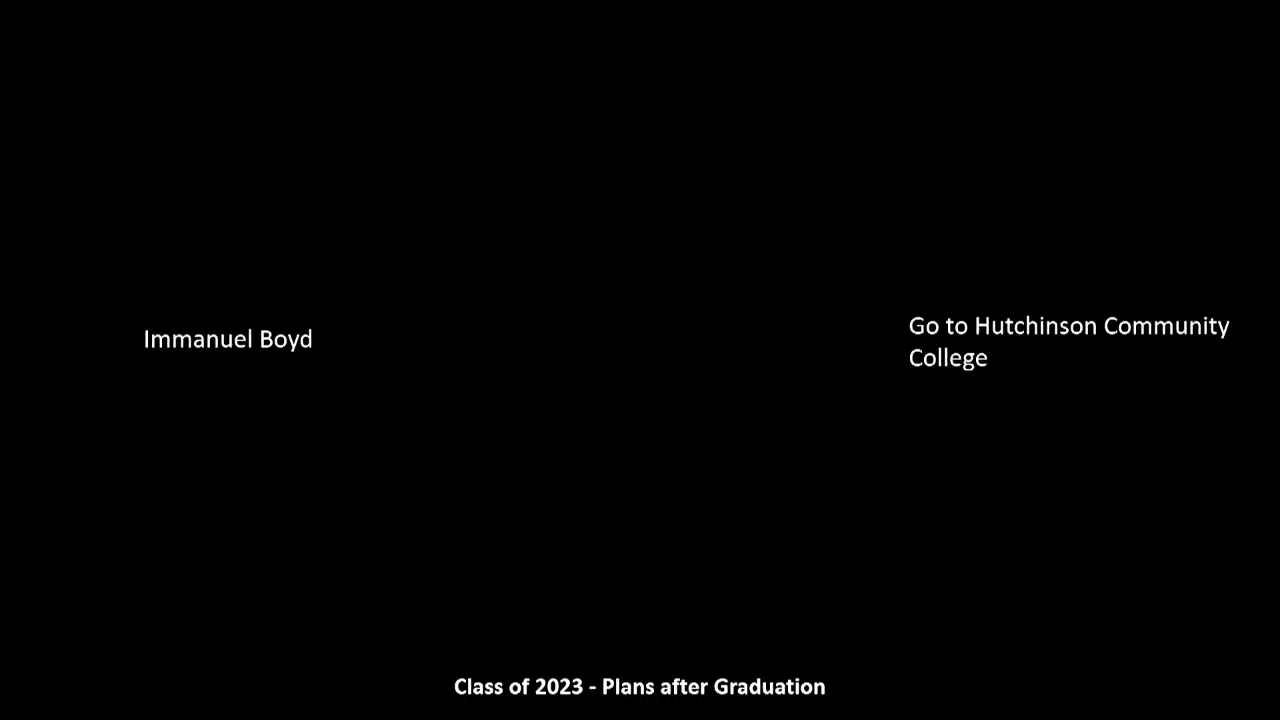 Immanuel Boyd
Go to Hutchinson Community
College
Class of 2023 - Plans after Graduation